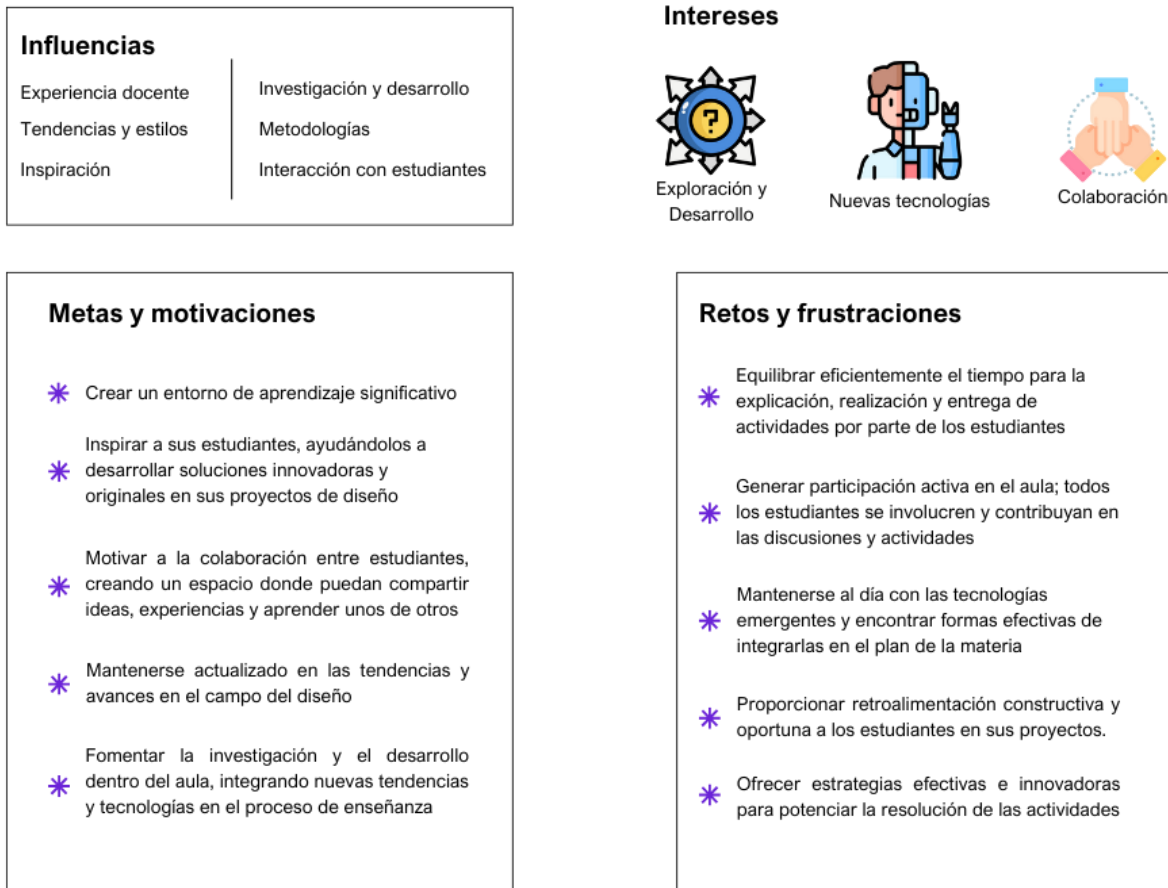 Influencias
Experiencia docente
Tendencias y estilos
Inspiración
Investigación y desarrollo
Metodologías
Interacción con estudiantes
Intereses
?
Exploración y
Desarrollo
Nuevas tecnologías
Colaboración
Metas y motivaciones
Crear un entorno de aprendizaje significativo
Inspirar a sus estudiantes, ayudándolos a
desarrollar soluciones innovadoras y
originales en sus proyectos de diseño
Motivar a la colaboración entre estudiantes,
creando un espacio donde puedan compartir
ideas, experiencias y aprender unos de otros
Mantenerse actualizado en las tendencias y
avances en el campo del diseño
Fomentar la investigación y el desarrollo
dentro del aula, integrando nuevas tendencias
y tecnologías en el proceso de enseñanza
Retos y frustraciones
Equilibrar eficientemente el tiempo para la
explicación, realización y entrega de
actividades por parte de los estudiantes
Generar participación activa en el aula; todos
los estudiantes se involucren y contribuyan en
las discusiones y actividades
Mantenerse al día con las tecnologías
emergentes y encontrar formas efectivas de
integrarlas en el plan de la materia
Proporcionar retroalimentación constructiva y
oportuna a los estudiantes en sus proyectos.
Ofrecer estrategias efectivas e innovadoras
para potenciar la resolución de las actividades